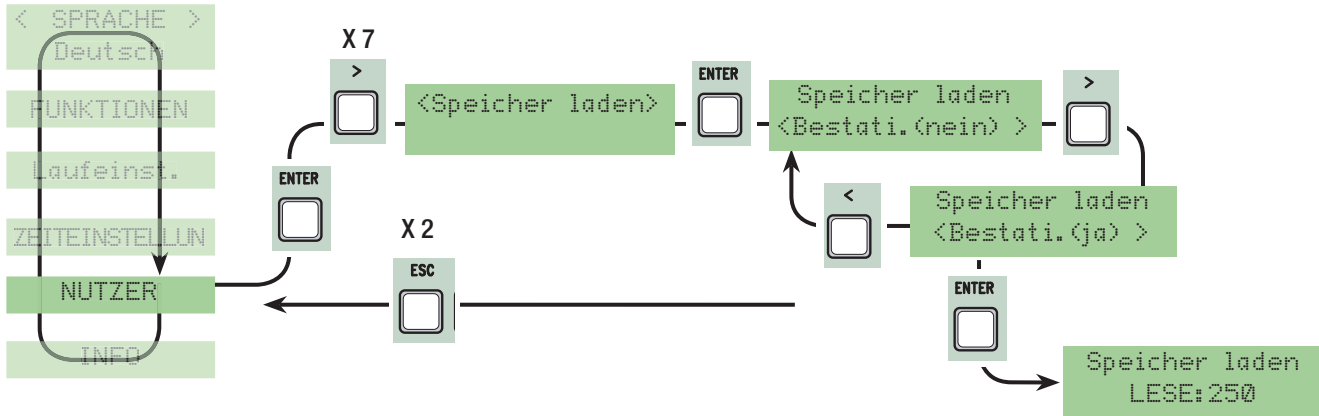 < SPRACHE >
Deutsch
FUNKTIONEN
Laufeinst.
ZEITEINSTELLUN
NUTZER
INFO
ENTER
X 7
>
<Speicher laden>
ENTER
Speicher laden
<Bestati.(nein) >
>
<
Speicher laden
<Bestati.(ja) >
X 2
ESC
ENTER
Speicher laden
LESE:250